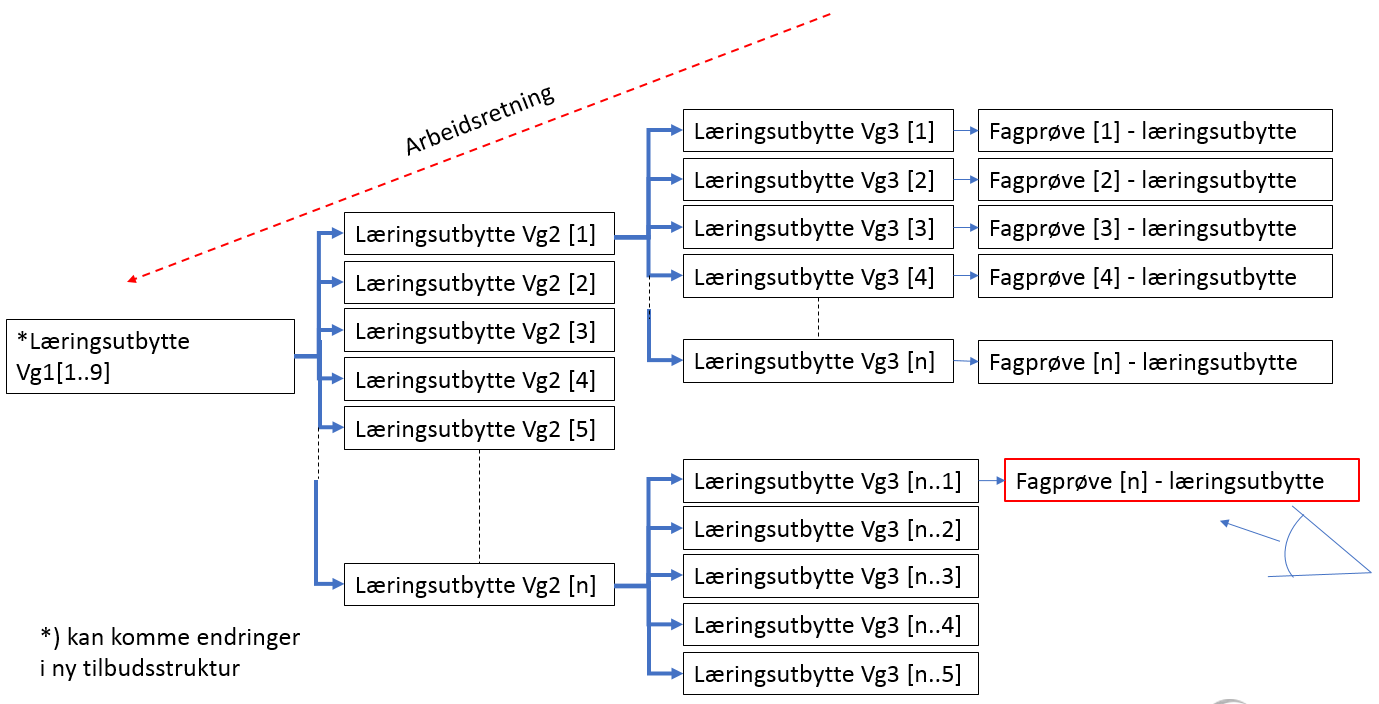 Arbeidsretning
*Læringsutbytte
Vg1[1..9]
Læringsutbytte Vg2 [1]
Læringsutbytte Vg2 [2]
Læringsutbytte Vg2 [3]
Læringsutbytte Vg2 [4]
Læringsutbytte Vg2 [5]
Læringsutbytte Vg2 [n]
Læringsutbytte Vg3 [1]
Læringsutbytte Vg3 [2]
Læringsutbytte Vg3 [3]
Læringsutbytte Vg3 [4]
Læringsutbytte Vg3 [n]
Fagprøve [1] - læringsutbytte
Fagprøve [2] - læringsutbytte
Fagprøve [3] - læringsutbytte
Fagprøve [4] - læringsutbytte
Fagprøve [n] - læringsutbytte
Læringsutbytte Vg3 [n..1]
Læringsutbytte Vg3 [n..2]
Læringsutbytte Vg3 [n..3]
Læringsutbytte Vg3 [n..4]
Læringsutbytte Vg3 [n..5]
Fagprøve [n] - læringsutbytte
*) kan komme endringer
i ny tilbudsstruktur